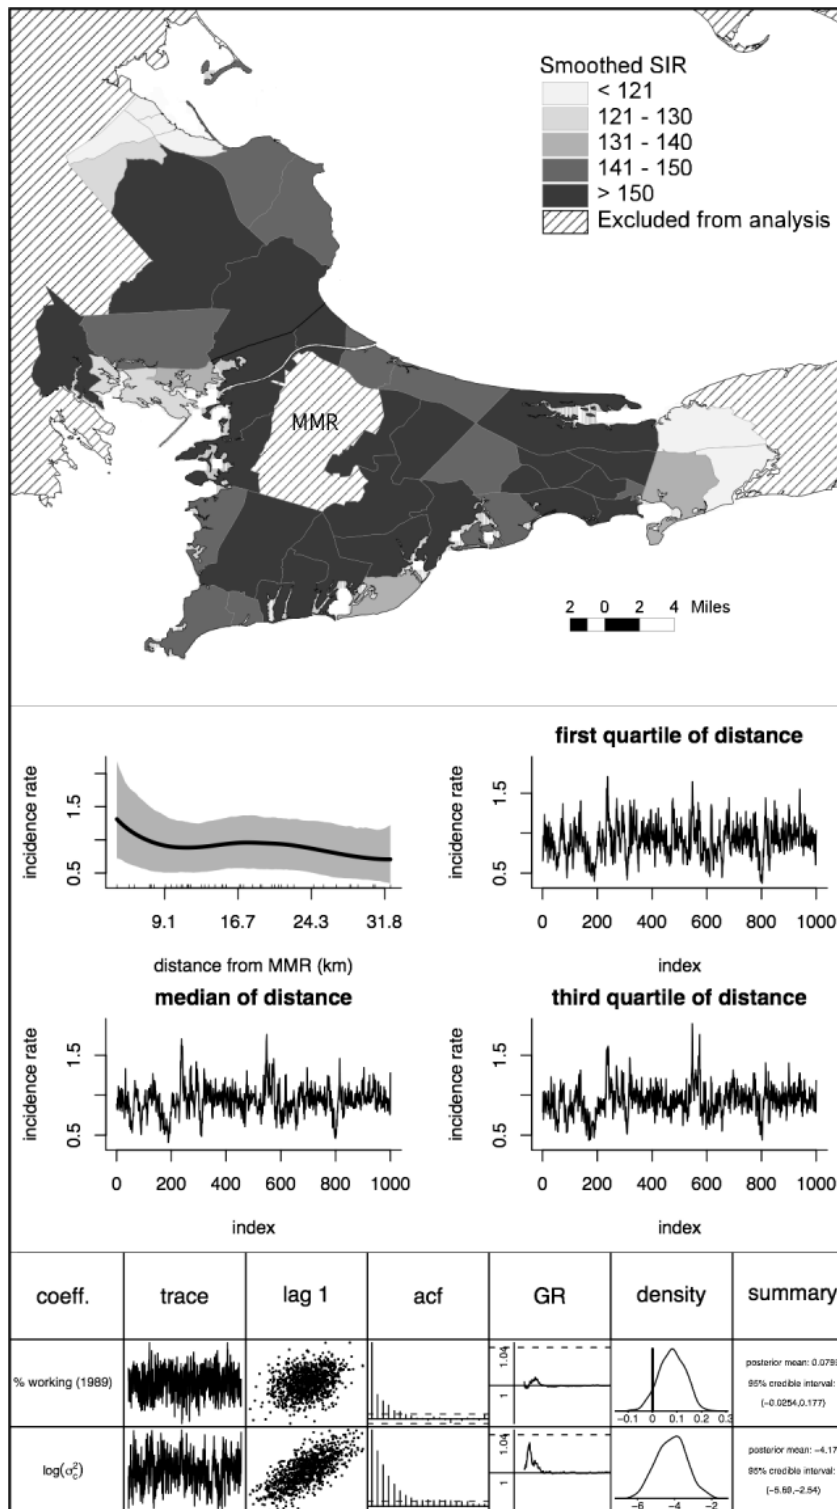 Smoothed SIR
< 121
121 - 130
131 - 140
141 - 150
> 150
Excluded from analysis
MMR
2 0 2 4 Miles
incidence rate
0.5 1.5
9.1 16.7 24.3 31.8
distance from MMR (km)
first quartile of distance
incidence rate
0.5 1.5
0 200 400 600 800 1000
index
median of distance
incidence rate
0.5 1.5
0 200 400 600 800 1000
index
third quartile of distance
incidence rate
0.5 1.5
0 200 400 600 800 1000
index
coeff. trace lag 1 acf GR density summary
% working (1989)
1 1.04
-0.1 0 0.1 0.2 0.3
posterior mean: 0.0799
95% credible interval:
(-0.0254,0.177)
log(σ²c)
1 1.04
-6 -4 -2
posterior mean: -4.17
95% credible interval:
(-5.69,-2.54)